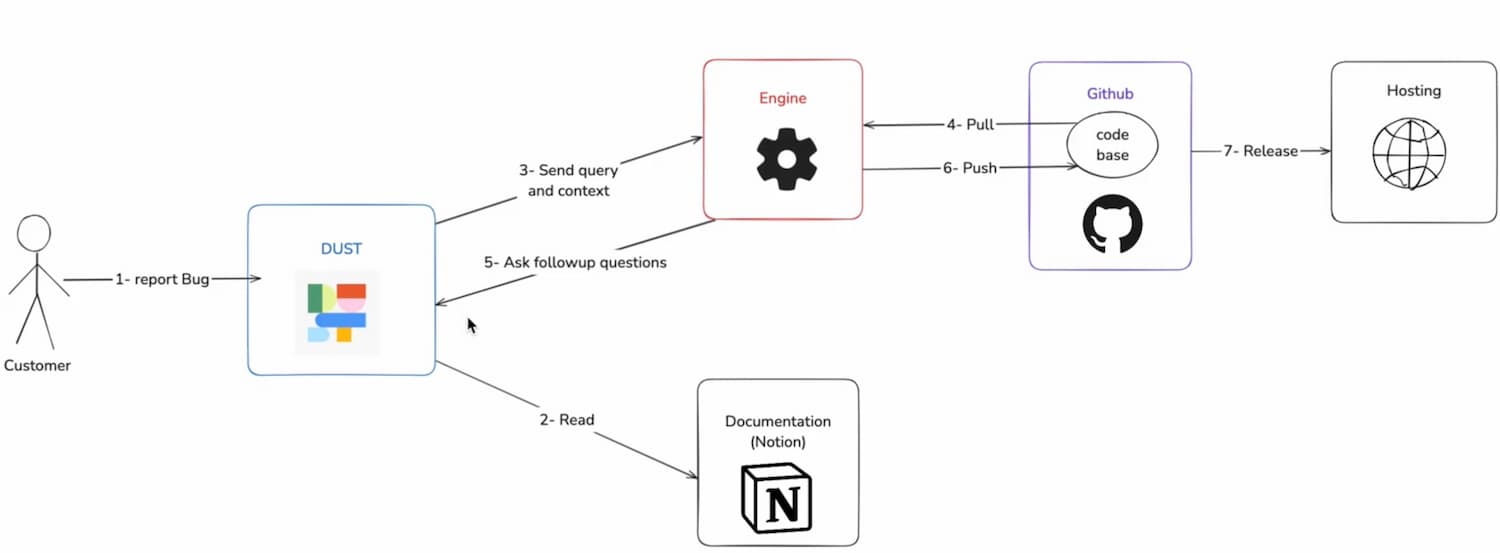 Engine
Github
Hosting
4- Pull
code
base
7- Release
3- Send query
and context
6- Push
DUST
5- Ask followup questions
1- report Bug
Customer
2- Read
Documentation
(Notion)
N